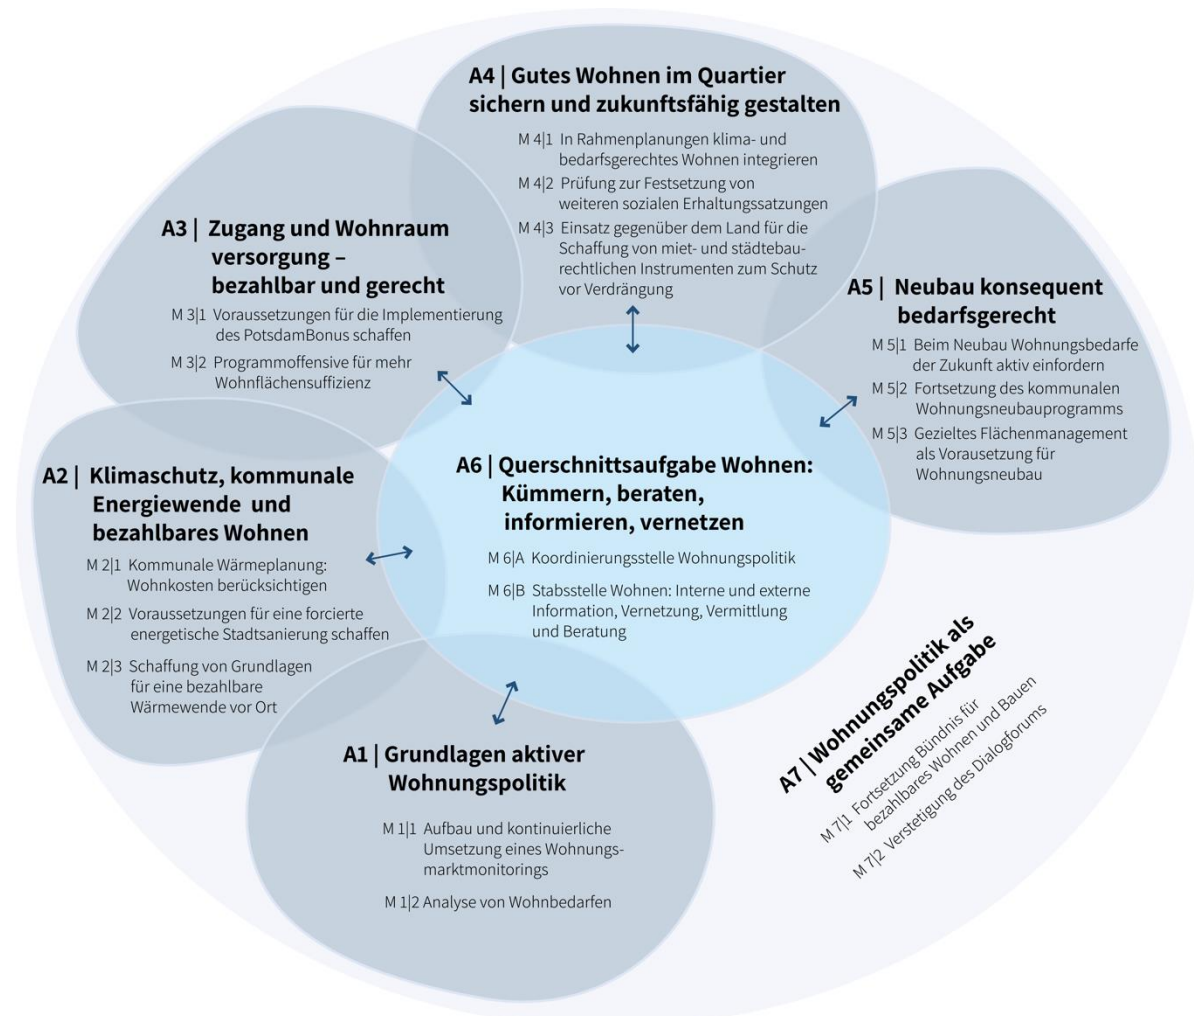 A4 | Gutes Wohnen im Quartier
sichern und zukunftsfähig gestalten
M 4|1 In Rahmenplanungen klima- und
bedarfsgerechtes Wohnen integrieren
M 4|2 Prüfung zur Festsetzung von
weiteren sozialen Erhaltungssatzungen
M 4|3 Einsatz gegenüber dem Land für die
Schaffung von miet- und städtebau-
rechtlichen Instrumenten zum Schutz
vor Verdrängung
A3 | Zugang und Wohnraum
versorgung –
bezahlbar und gerecht
M 3|1 Voraussetzungen für die Implementierung
des PotsdamBonus schaffen
M 3|2 Programmoffensive für mehr
Wohnflächensuffizienz
A5 | Neubau konsequent
bedarfsgerecht
M 5|1 Beim Neubau Wohnungsbedarfe
der Zukunft aktiv einfordern
M 5|2 Fortsetzung des kommunalen
Wohnungsneubauprogramms
M 5|3 Gezieltes Flächenmanagement
als Vorausetzung für
Wohnungsneubau
A2 | Klimaschutz, kommunale
Energiewende und
bezahlbares Wohnen
M 2|1 Kommunale Wärmeplanung:
Wohnkosten berücksichtigen
M 2|2 Voraussetzungen für eine forcierte
energetische Stadtsanierung schaffen
M 2|3 Schaffung von Grundlagen
für eine bezahlbare
Wärmewende vor Ort
A6 | Querschnittsaufgabe Wohnen:
Kümmern, beraten,
informieren, vernetzen
M 6|A Koordinierungsstelle Wohnungspolitik
M 6|B Stabsstelle Wohnen: Interne und externe
Information, Vernetzung, Vermittlung
und Beratung
A1 | Grundlagen aktiver
Wohnungspolitik
M 1|1 Aufbau und kontinuierliche
Umsetzung eines Wohnungs-
marktmonitorings
M 1|2 Analyse von Wohnbedarfen
A7 | Wohnungspolitik als
gemeinsame Aufgabe
M 7|1 Fortsetzung Bündnis für
bezahlbares Wohnen und Bauen
M 7|2 Verstetigung des Dialogforums